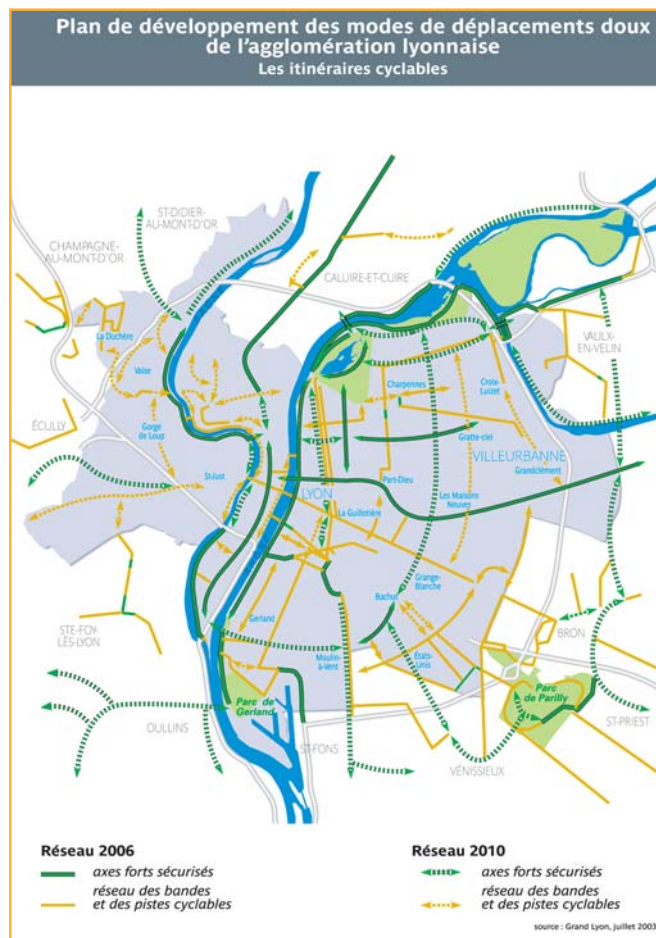 Plan de développement des modes de déplacements doux
de l'agglomération lyonnaise
Les itinéraires cyclables
ST-DIDIER-
AU-MONT-D'OR
CHAMPAGNE-
AU-MONT-D'OR
CALUIRE-ET-CUIRE
La Duchère
VAULX-
EN-VELIN
Vaise
Charpennes
Croix-
Luizet
ÉCULLY
Gorge
de Loup
Gratte-ciel
VILLEURBANNE
Grandclément
St-Just
LYON
Part-Dieu
Les Maisons
Neuves
La Guillotière
Grange-
Blanche
Bachut
STE-FOY-
LÈS-LYON
Gerland
BRON
Moulin-
à-Vent
États-
Unis
Parc de
Gerland
Parc
de Parilly
OULLINS
ST-FONS
ST-PRIEST
VÉNISSIEUX
Réseau 2006
axes forts sécurisés
réseau des bandes
et des pistes cyclables
Réseau 2010
axes forts sécurisés
réseau des bandes
et des pistes cyclables
source : Grand Lyon, juillet 2003